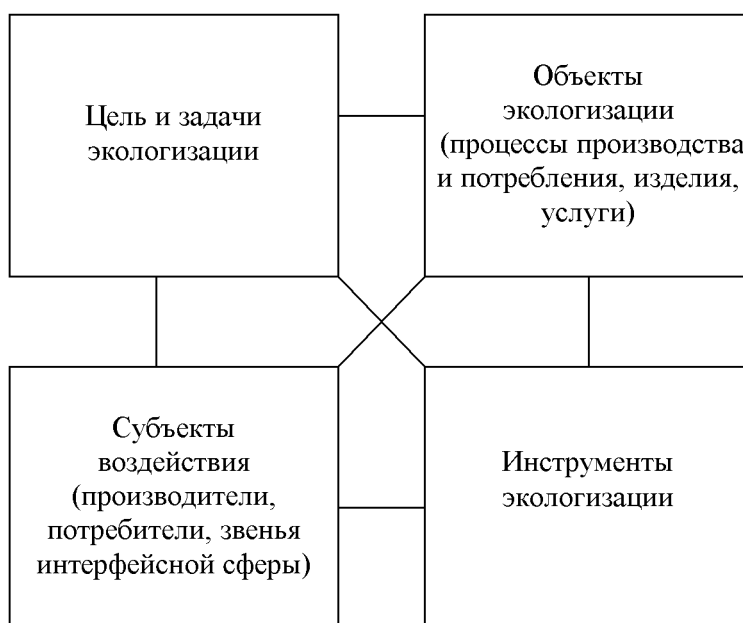 Цель и задачи
экологизации
Объекты
экологизации
(процессы производства
и потребления, изделия,
услуги)
Субъекты
воздействия
(производители,
потребители, звенья
интерфейсной сферы)
Инструменты
экологизации